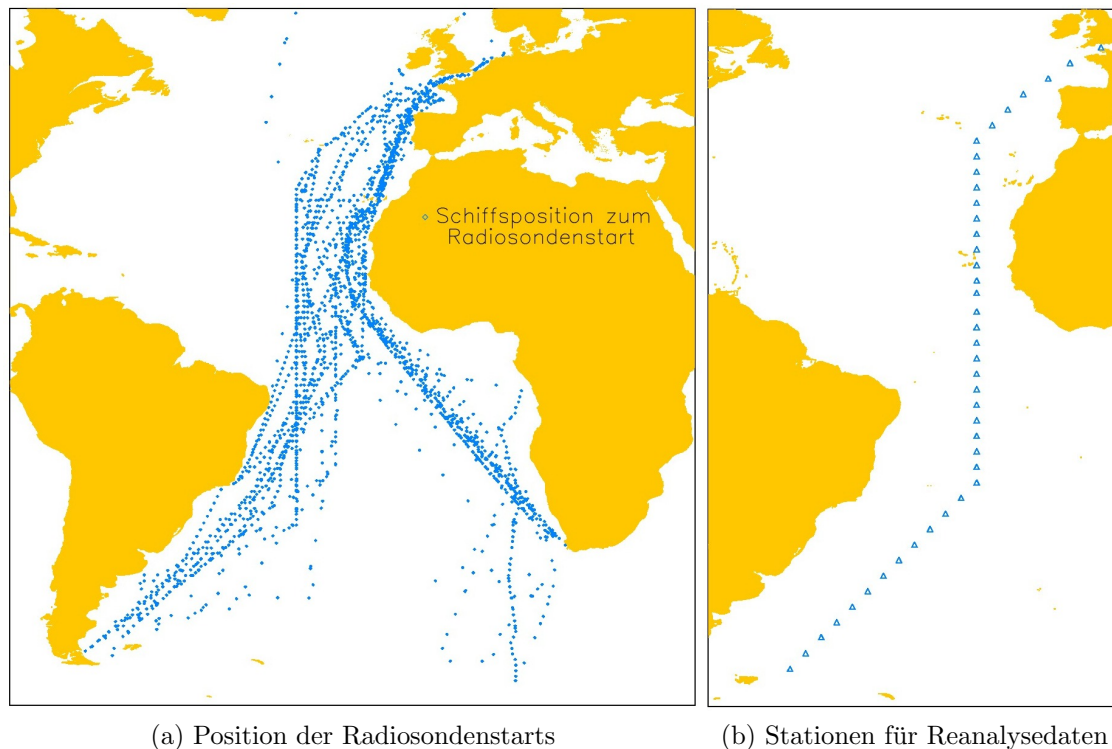 Schiffsposition zum
Radiosondenstart
(a) Position der Radiosondenstarts
(b) Stationen für Reanalysedaten